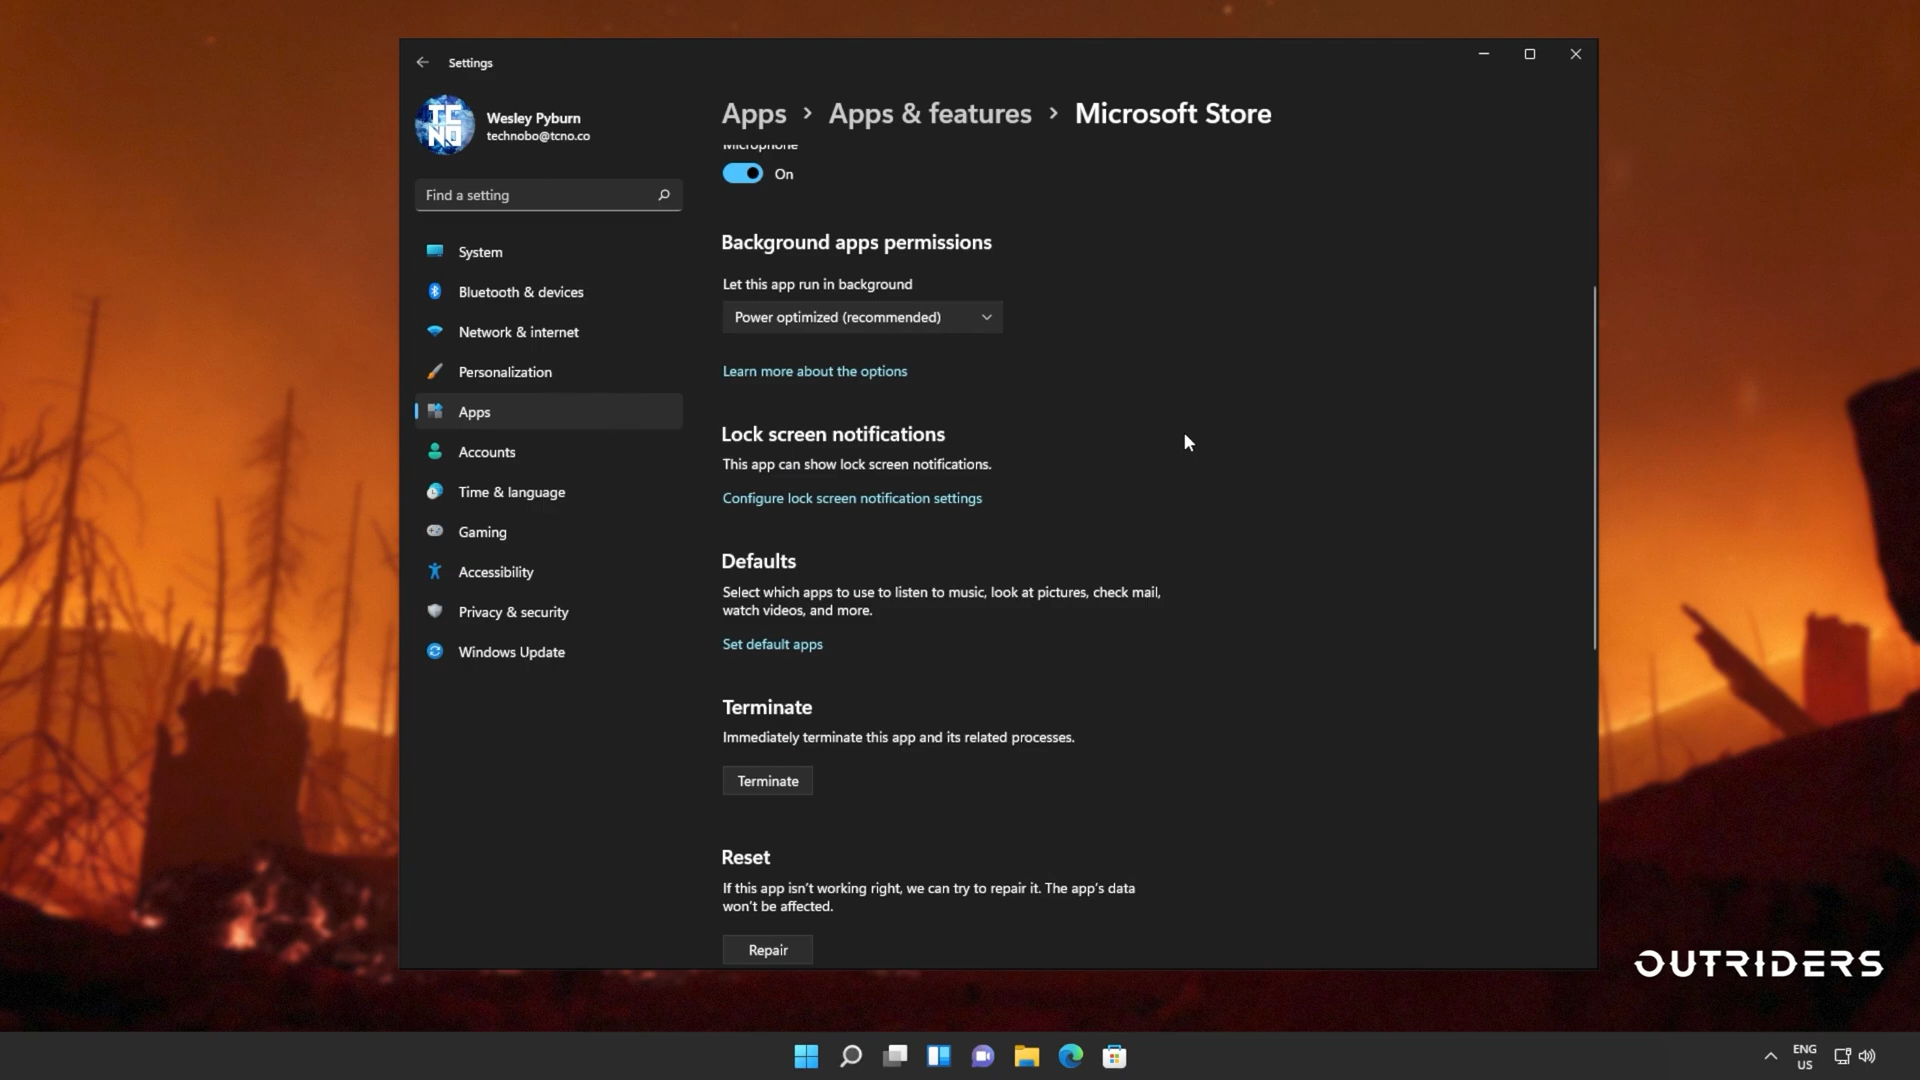 Settings
Wesley Pyburn
technobo@tcno.co
TC
NO
Find a setting
System
Bluetooth & devices
Network & internet
Personalization
Apps
Accounts
Time & language
Gaming
Accessibility
Privacy & security
Windows Update
Apps > Apps & features > Microsoft Store
Microphone
On
Background apps permissions
Let this app run in background
Power optimized (recommended)
Learn more about the options
Lock screen notifications
This app can show lock screen notifications.
Configure lock screen notification settings
Defaults
Select which apps to use to listen to music, look at pictures, check mail,
watch videos, and more.
Set default apps
Terminate
Immediately terminate this app and its related processes.
Terminate
Reset
If this app isn't working right, we can try to repair it. The app's data
won't be affected.
Repair
OUTRIDERS
ENG
US